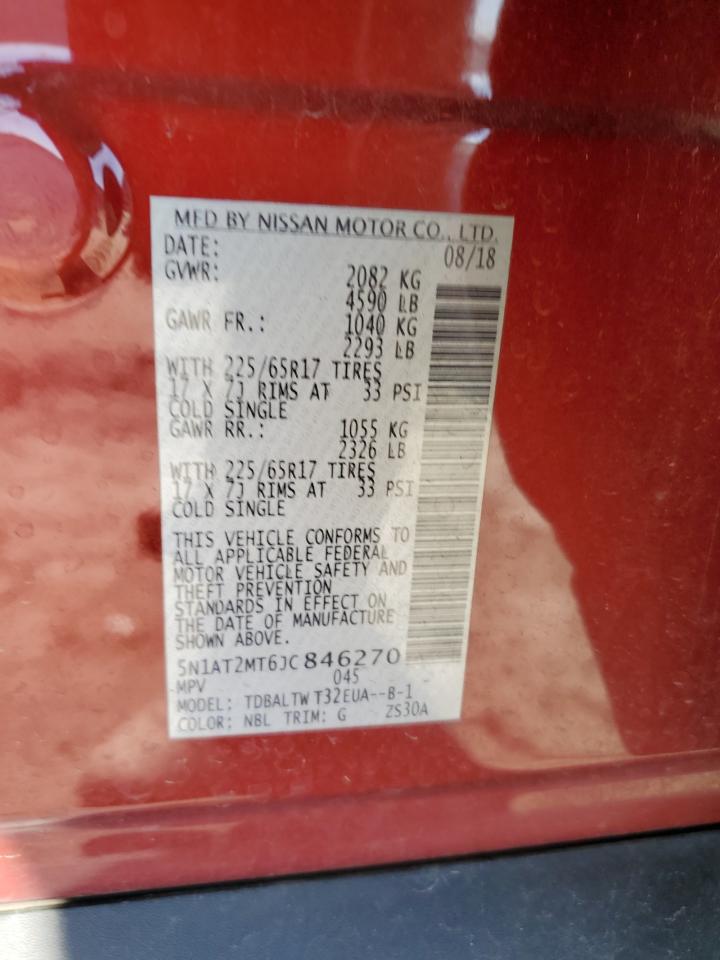 MFD BY NISSAN MOTOR CO., LTD.
DATE: 08/18
GVWR: 2082 KG
4590 LB
GAWR FR.: 1040 KG
2293 LB
WITH 225/65R17 TIRES
17 X 7J RIMS AT 33 PSI
COLD SINGLE
GAWR RR.: 1055 KG
2326 LB
WITH 225/65R17 TIRES
17 X 7J RIMS AT 33 PSI
COLD SINGLE
THIS VEHICLE CONFORMS TO
ALL APPLICABLE FEDERAL
MOTOR VEHICLE SAFETY AND
THEFT PREVENTION
STANDARDS IN EFFECT ON
THE DATE OF MANUFACTURE
SHOWN ABOVE.
5N1AT2MT6JC846270
MPV 045
MODEL: TDBALTW T32EUA--B-1
COLOR: NBL TRIM: G ZS30A